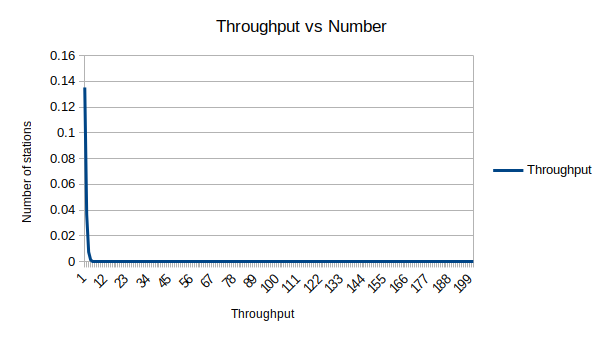 Throughput vs Number
0.16
0.14
0.12
0.1
0.08
0.06
0.04
0.02
0
Number of stations
Throughput
1 12 23 34 45 56 67 78 89 100 111 122 133 144 155 166 177 188 199
Throughput